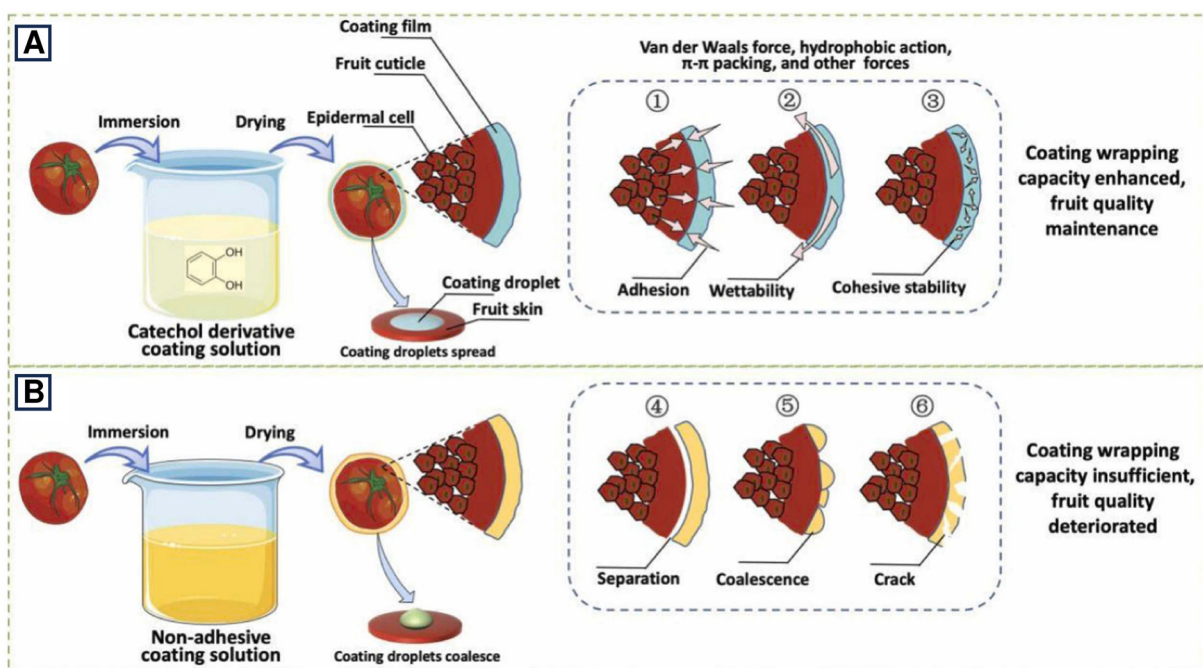 A
Coating film
Fruit cuticle
Epidermal cell
Immersion
Drying
OH
OH
Catechol derivative
coating solution
Coating droplet
Fruit skin
Coating droplets spread
Van der Waals force, hydrophobic action,
π-π packing, and other forces
①
②
③
Adhesion
Wettability
Cohesive stability
Coating wrapping
capacity enhanced,
fruit quality
maintenance
B
Immersion
Drying
Non-adhesive
coating solution
Coating droplets coalesce
④
⑤
⑥
Separation
Coalescence
Crack
Coating wrapping
capacity insufficient,
fruit quality
deteriorated